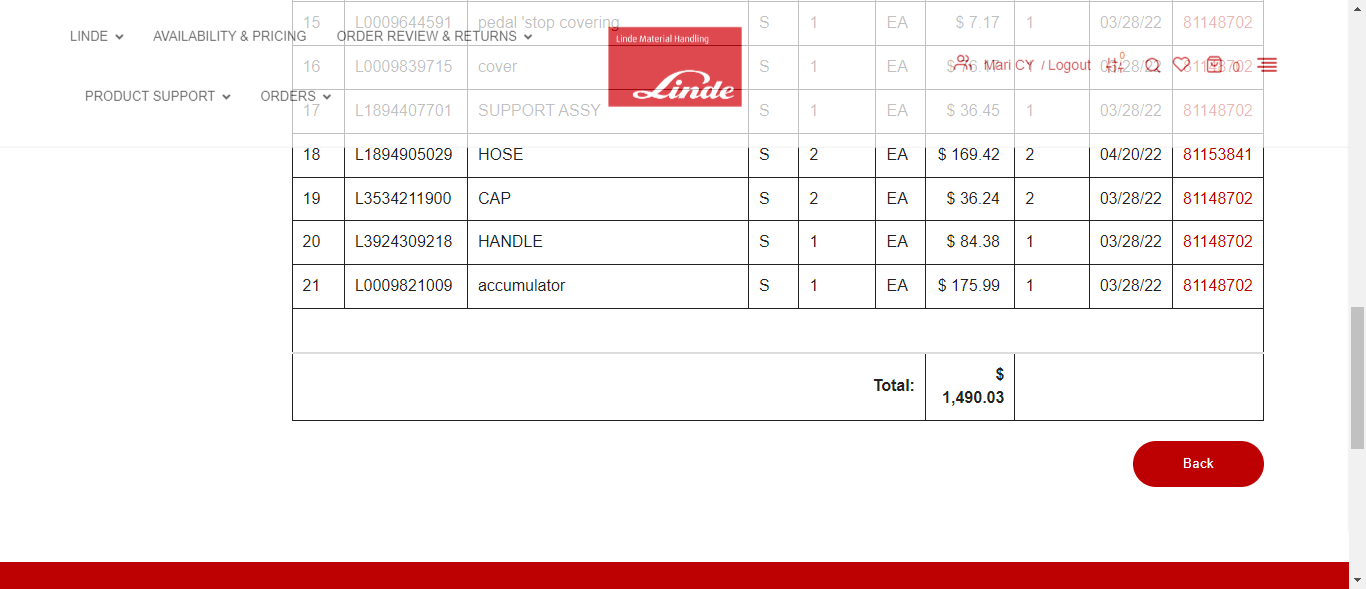 15 L0009644591 pedal 'stop covering S 1 EA $ 7.17 1 03/28/22 81148702
LINDE AVAILABILITY & PRICING ORDER REVIEW & RETURNS
Linde Material Handling
Linde
Mari CY / Logout 0 0
16 L0009839715 cover S 1 EA 1 81148702
PRODUCT SUPPORT ORDERS
17 L1894407701 SUPPORT ASSY S 1 EA $ 36.45 1 03/28/22 81148702
18 L1894905029 HOSE S 2 EA $ 169.42 2 04/20/22 81153841
19 L3534211900 CAP S 2 EA $ 36.24 2 03/28/22 81148702
20 L3924309218 HANDLE S 1 EA $ 84.38 1 03/28/22 81148702
21 L0009821009 accumulator S 1 EA $ 175.99 1 03/28/22 81148702
Total: $
1,490.03
Back